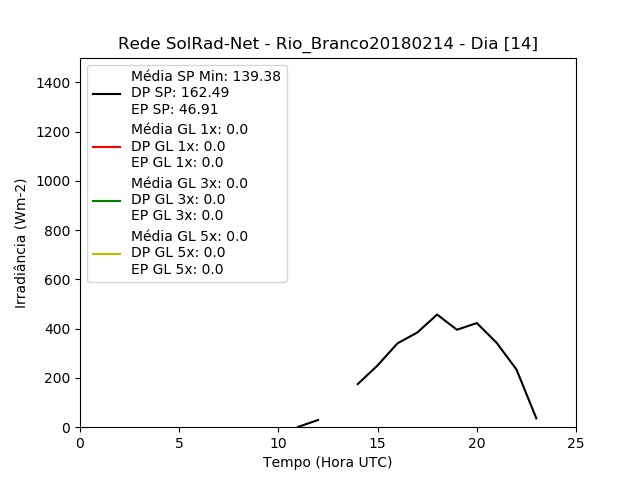 Rede SolRad-Net - Rio_Branco20180214 - Dia [14]
Média SP Min: 139.38
DP SP: 162.49
EP SP: 46.91
Média GL 1x: 0.0
DP GL 1x: 0.0
EP GL 1x: 0.0
Média GL 3x: 0.0
DP GL 3x: 0.0
EP GL 3x: 0.0
Média GL 5x: 0.0
DP GL 5x: 0.0
EP GL 5x: 0.0
Irradiância (Wm-2)
1400
1200
1000
800
600
400
200
0
0 5 10 15 20 25
Tempo (Hora UTC)